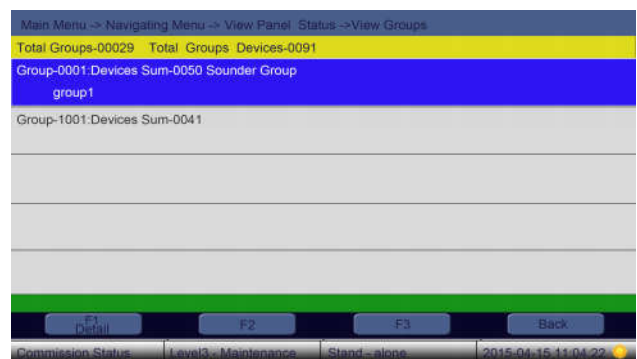 Main Menu -> Navigating Menu -> View Panel Status ->View Groups
Total Groups-00029 Total Groups Devices-0091
Group-0001:Devices Sum-0050 Sounder Group
group1
Group-1001:Devices Sum-0041
F1 Detail F2 F3 Back
Commission Status Level3 - Maintenance Stand - alone 2015-04-15 11:04:22